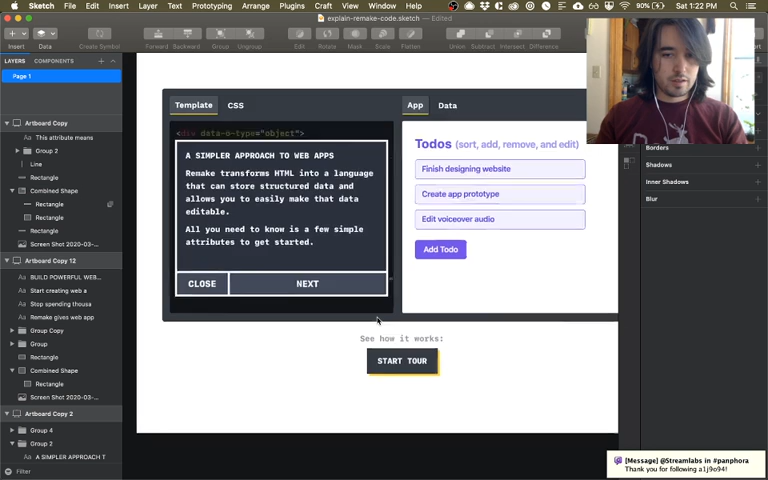 Sketch File Edit Insert Layer Text Prototyping Arrange Plugins Craft View Window Help 90% Sat 1:22 PM
explain-remake-code.sketch — Edited
Insert Data Create Symbol Forward Backward Group Ungroup Edit Rotate Mask Scale Flatten Union Subtract Intersect Difference
LAYERS COMPONENTS
Page 1
Artboard Copy
Aa This attribute means
Group 2
Line
Rectangle
Combined Shape
Rectangle
Rectangle
Rectangle
Screen Shot 2020-03-...
Artboard Copy 12
Aa BUILD POWERFUL WEB...
Aa Start creating web a
Aa Stop spending thousa
Aa Remake gives web app
Group Copy
Group
Rectangle
Combined Shape
Rectangle
Screen Shot 2020-03-...
Artboard Copy 2
Group 4
Group 2
Aa A SIMPLER APPROACH T
Filter
Template CSS
<div data-o-type="object">
A SIMPLER APPROACH TO WEB APPS
Remake transforms HTML into a language
that can store structured data and
allows you to easily make that data
editable.
All you need to know is a few simple
attributes to get started.
CLOSE NEXT
App Data
Todos (sort, add, remove, and edit)
Finish designing website
Create app prototype
Edit voiceover audio
Add Todo
See how it works:
START TOUR
Borders
Shadows
Inner Shadows
Blur
[Message] @Streamlabs in #panphora
Thank you for following a1j9o94!